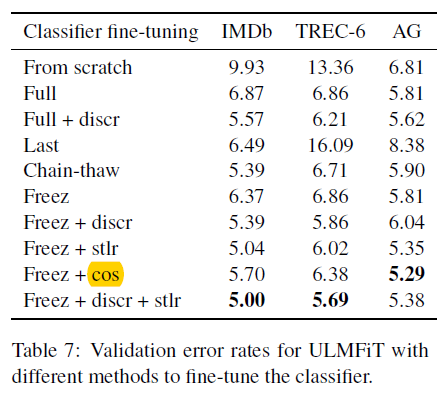 Classifier fine-tuning IMDb TREC-6 AG
From scratch 9.93 13.36 6.81
Full 6.87 6.86 5.81
Full + discr 5.57 6.21 5.62
Last 6.49 16.09 8.38
Chain-thaw 5.39 6.71 5.90
Freez 6.37 6.86 5.81
Freez + discr 5.39 5.86 6.04
Freez + stlr 5.04 6.02 5.35
Freez + cos 5.70 6.38 5.29
Freez + discr + stlr 5.00 5.69 5.38
Table 7: Validation error rates for ULMFiT with
different methods to fine-tune the classifier.